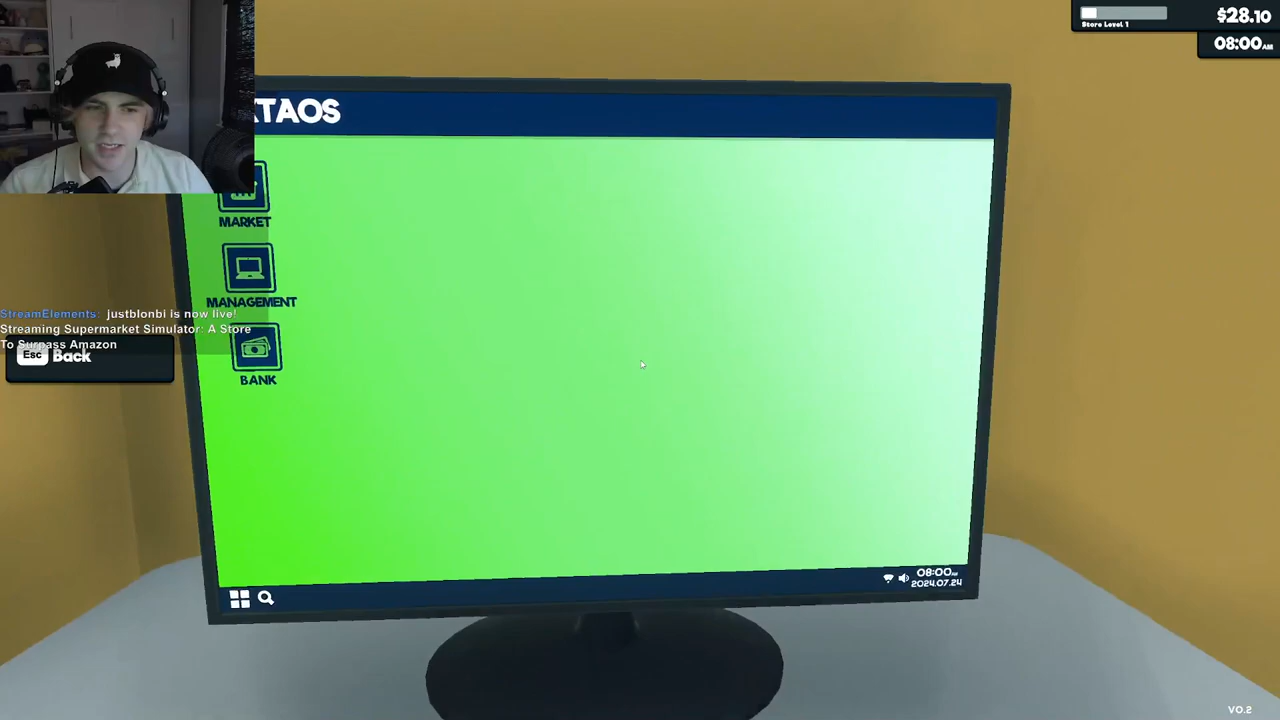 $28.10
Store Level 1
08:00AM
TAOS
MARKET
MANAGEMENT
StreamElements: justblonbi is now live!
Streaming Supermarket Simulator: A Store
To Surpass Amazon
Esc Back
BANK
08:00AM
2024.07.24
V0.2